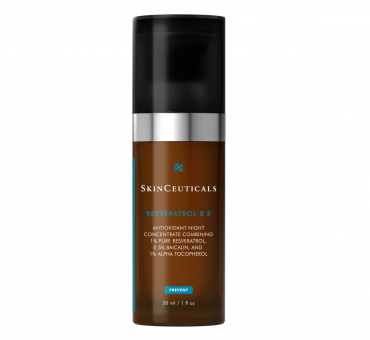 SKINCEUTICALS
RESVERATROL B E
ANTIOXIDANT NIGHT
CONCENTRATE COMBINING
1% PURE RESVERATROL,
0.5% BAICALIN, AND
1% ALPHA TOCOPHEROL
PREVENT
30 ml / 1 fl oz